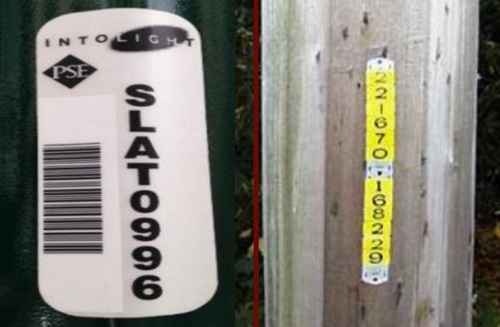 INTOLIGHT
PSE
SLAT0996
221670
168229